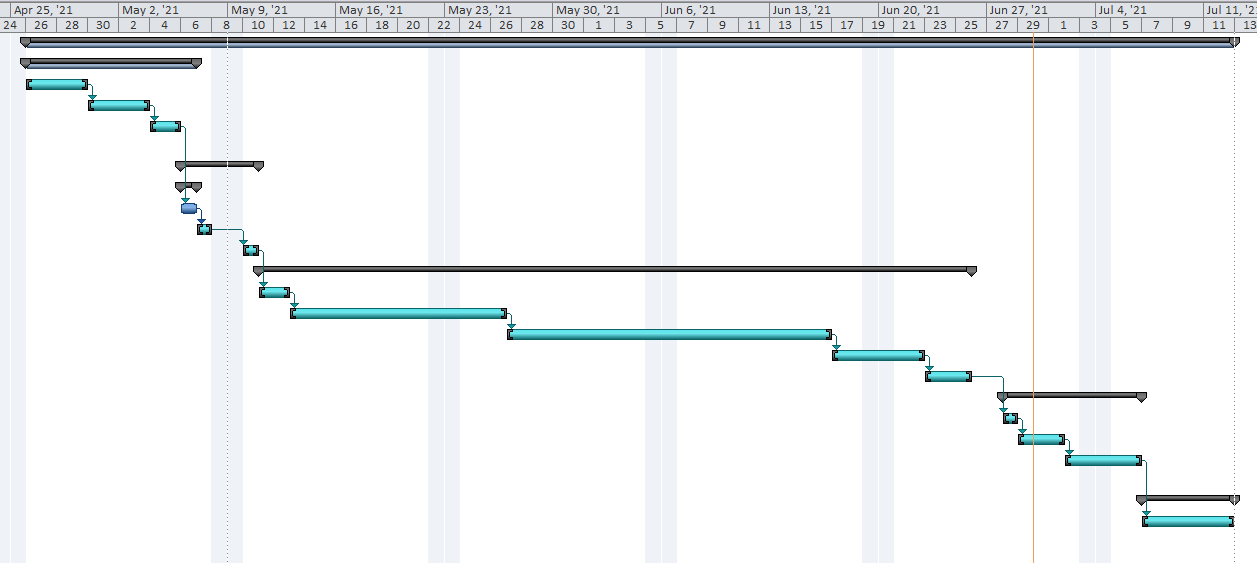 Apr 25, '21 May 2, '21 May 9, '21 May 16, '21 May 23, '21 May 30, '21 Jun 6, '21 Jun 13, '21 Jun 20, '21 Jun 27, '21 Jul 4, '21 Jul 11, '2
24 26 28 30 2 4 6 8 10 12 14 16 18 20 22 24 26 28 30 1 3 5 7 9 11 13 15 17 19 21 23 25 27 29 1 3 5 7 9 11 13